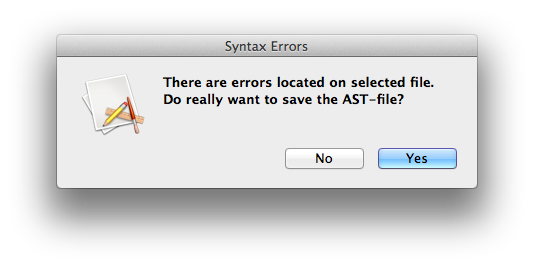 Syntax Errors
There are errors located on selected file.
Do really want to save the AST-file?
No
Yes